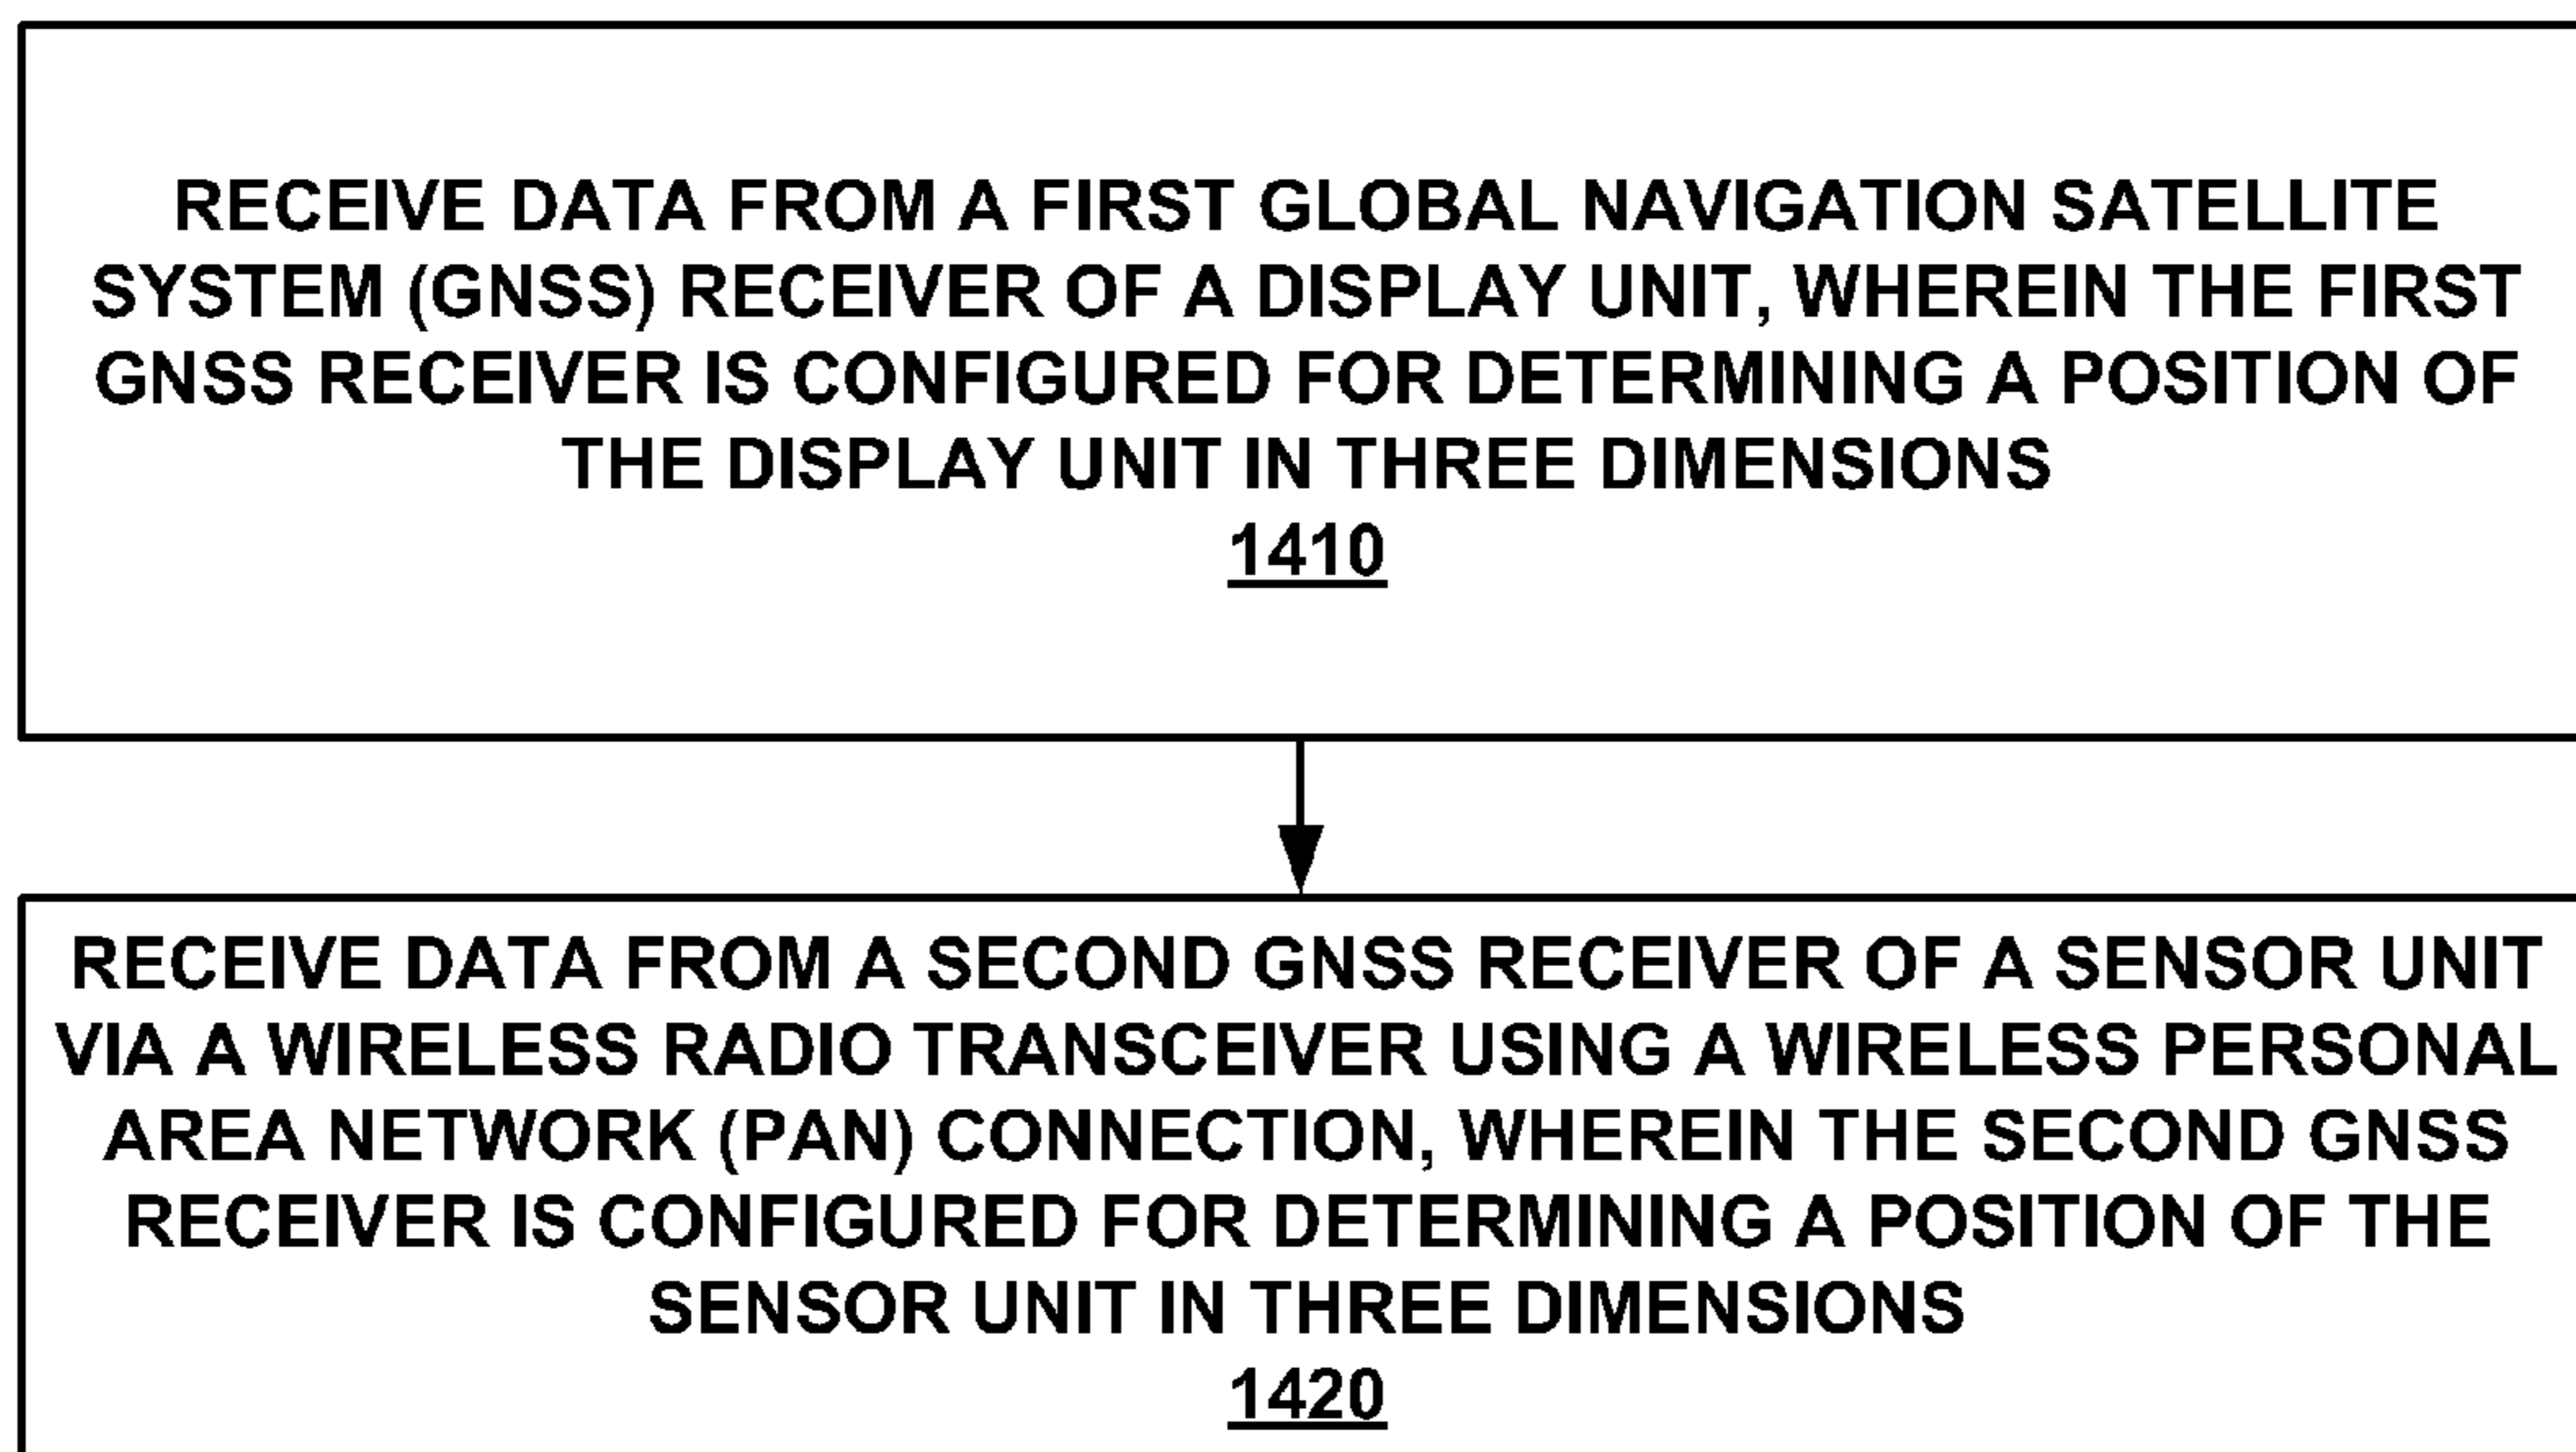 RECEIVE DATA FROM A FIRST GLOBAL NAVIGATION SATELLITE
SYSTEM (GNSS) RECEIVER OF A DISPLAY UNIT, WHEREIN THE FIRST
GNSS RECEIVER IS CONFIGURED FOR DETERMINING A POSITION OF
THE DISPLAY UNIT IN THREE DIMENSIONS
1410
RECEIVE DATA FROM A SECOND GNSS RECEIVER OF A SENSOR UNIT
VIA A WIRELESS RADIO TRANSCEIVER USING A WIRELESS PERSONAL
AREA NETWORK (PAN) CONNECTION, WHEREIN THE SECOND GNSS
RECEIVER IS CONFIGURED FOR DETERMINING A POSITION OF THE
SENSOR UNIT IN THREE DIMENSIONS
1420